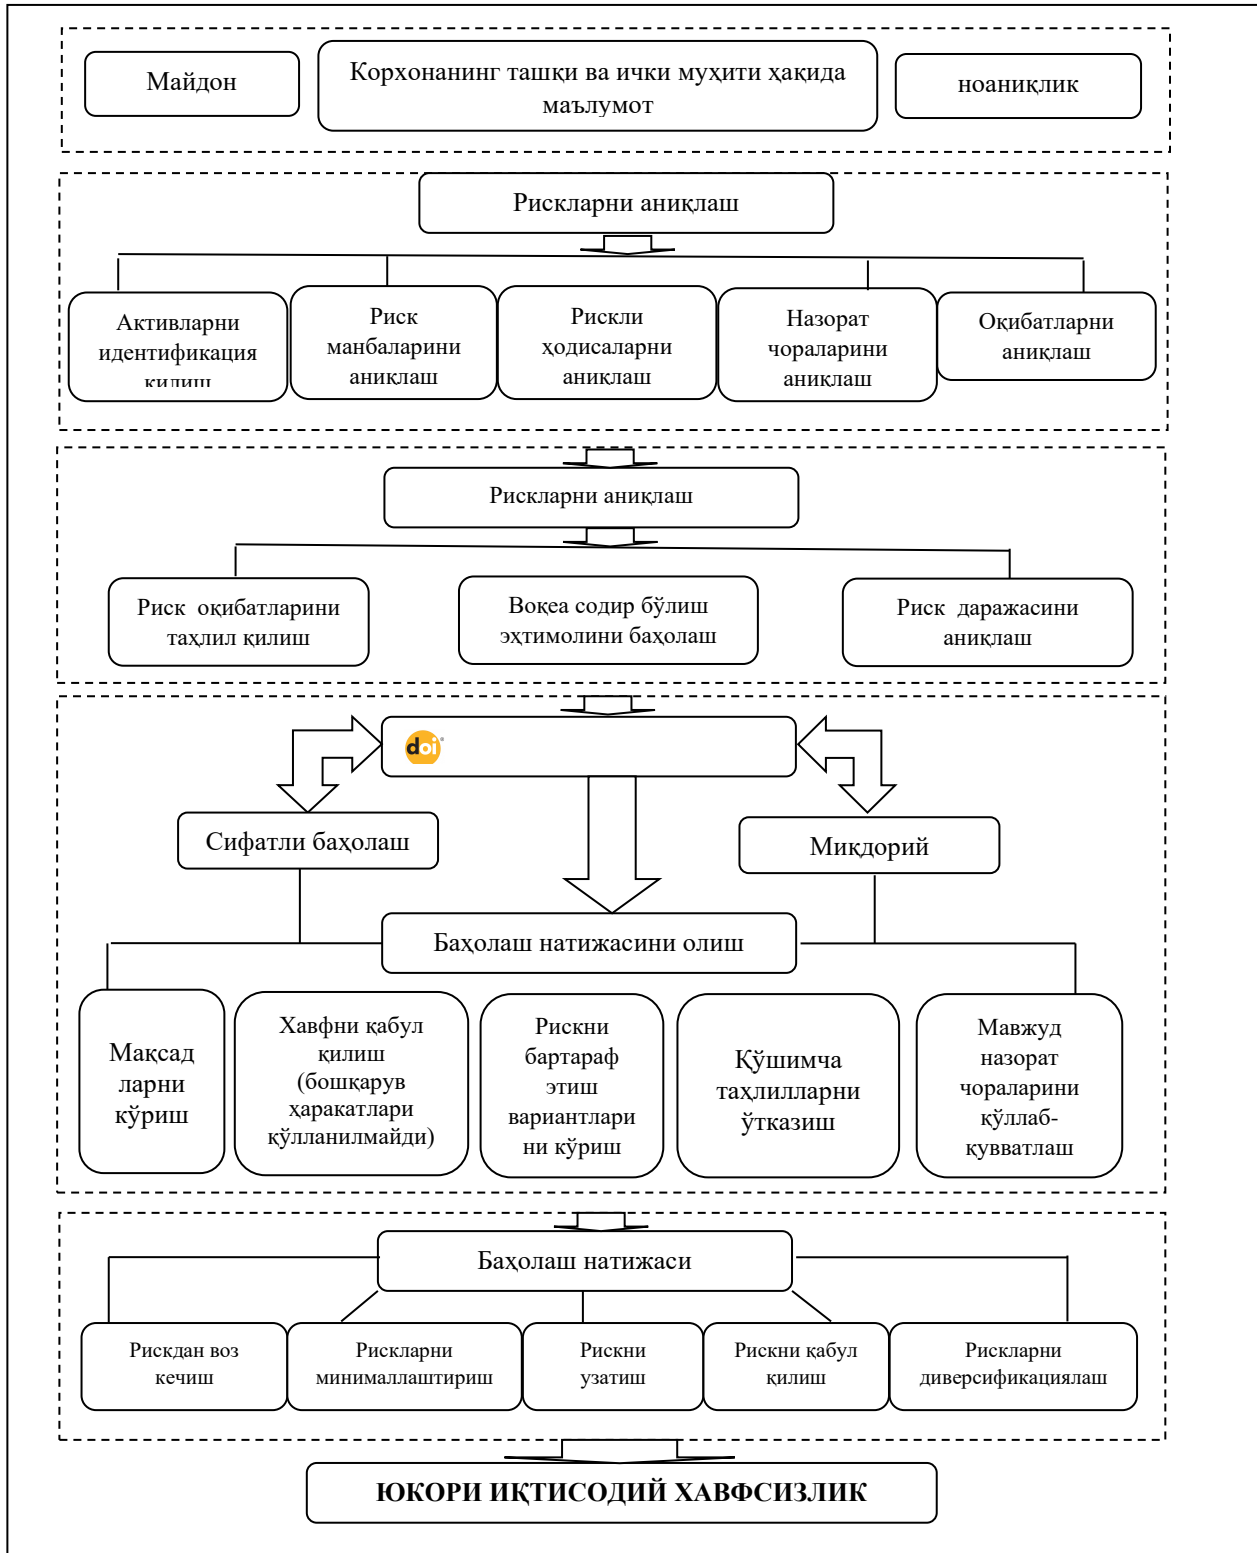 Майдон
Корхонанинг ташқи ва ички муҳити ҳақида
маълумот
ноаниқлик
Рискларни аниқлаш
Активларни
идентификация
қилиш
Риск
манбаларини
аниқлаш
Рискли
ҳодисаларни
аниқлаш
Назорат
чораларини
аниқлаш
Оқибатларни
аниқлаш
Рискларни аниқлаш
Риск оқибатларини
таҳлил қилиш
Воқеа содир бўлиш
эҳтимолини баҳолаш
Риск даражасини
аниқлаш
doi
Сифатли баҳолаш
Миқдорий
Баҳолаш натижасини олиш
Мақсад
ларни
кўриш
Хавфни қабул
қилиш
(бошқарув
ҳаракатлари
қўлланилмайди)
Рискни
бартараф
этиш
вариантлари
ни кўриш
Қўшимча
таҳлилларни
ўтказиш
Мавжуд
назорат
чораларини
қўллаб-
қувватлаш
Баҳолаш натижаси
Рискдан воз
кечиш
Рискларни
минималлаштириш
Рискни
узатиш
Рискни қабул
қилиш
Рискларни
диверсификациялаш
ЮКОРИ ИҚТИСОДИЙ ХАВФСИЗЛИК